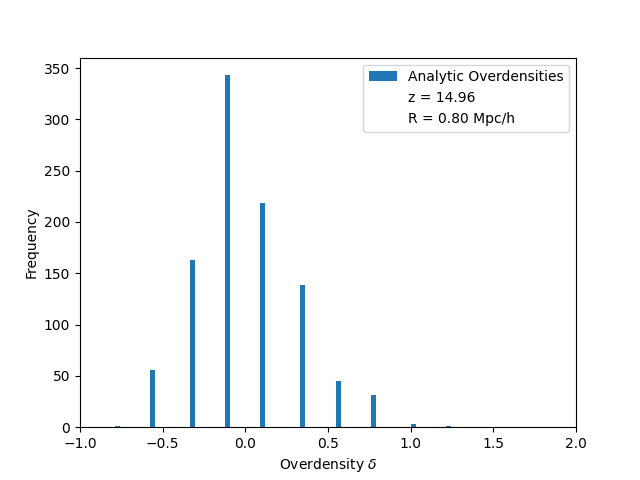 Analytic Overdensities
z = 14.96
R = 0.80 Mpc/h
Frequency
350
300
250
200
150
100
50
0
−1.0 −0.5 0.0 0.5 1.0 1.5 2.0
Overdensity δ